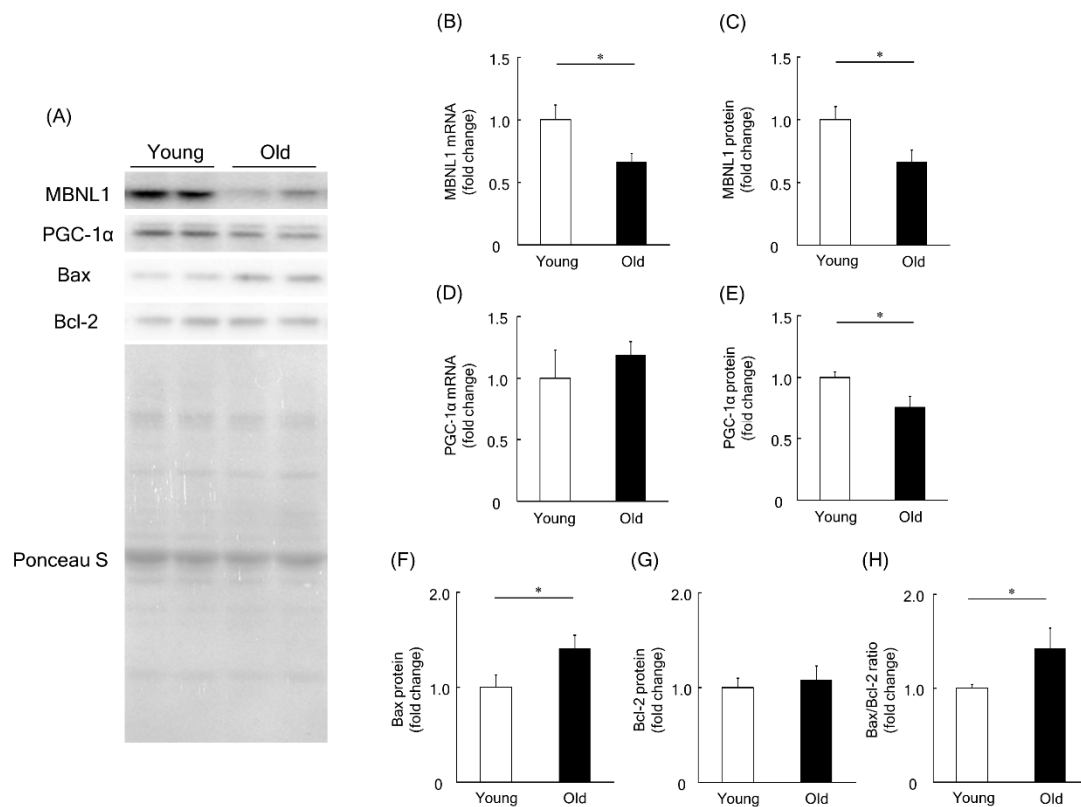 (A)
Young Old
MBNL1
PGC-1α
Bax
Bcl-2
Ponceau S
(B)
MBNL1 mRNA
(fold change)
1.5
1.0
0.5
0
*
Young Old
(C)
MBNL1 protein
(fold change)
1.5
1.0
0.5
0
*
Young Old
(D)
PGC-1α mRNA
(fold change)
1.5
1.0
0.5
0
Young Old
(E)
PGC-1α protein
(fold change)
1.5
1.0
0.5
0
*
Young Old
(F)
Bax protein
(fold change)
2.0
1.0
0
*
Young Old
(G)
Bcl-2 protein
(fold change)
2.0
1.0
0
Young Old
(H)
Bax/Bcl-2 ratio
(fold change)
2.0
1.0
0
*
Young Old